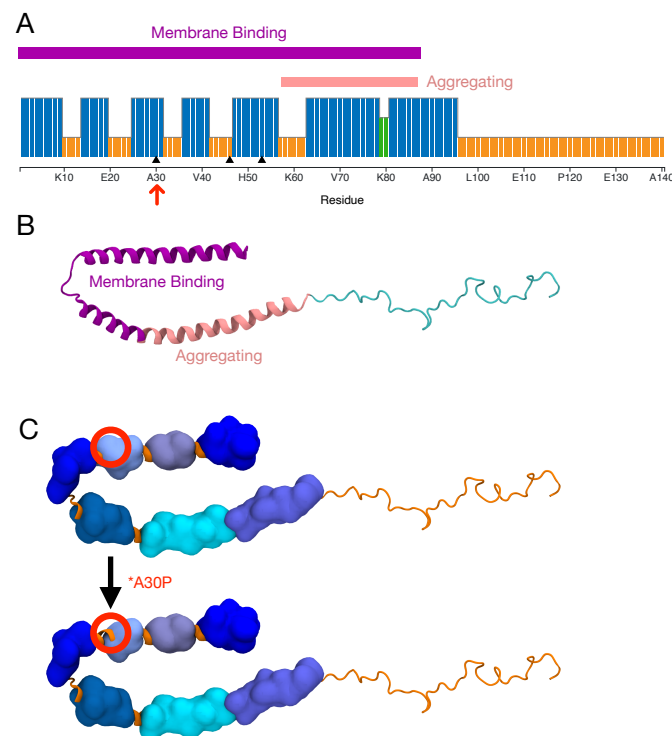 A
Membrane Binding
Aggregating
K10 E20 A30 V40 H50 K60 V70 K80 A90 L100 E110 P120 E130 A140
Residue
B
Membrane Binding
Aggregating
C
*A30P